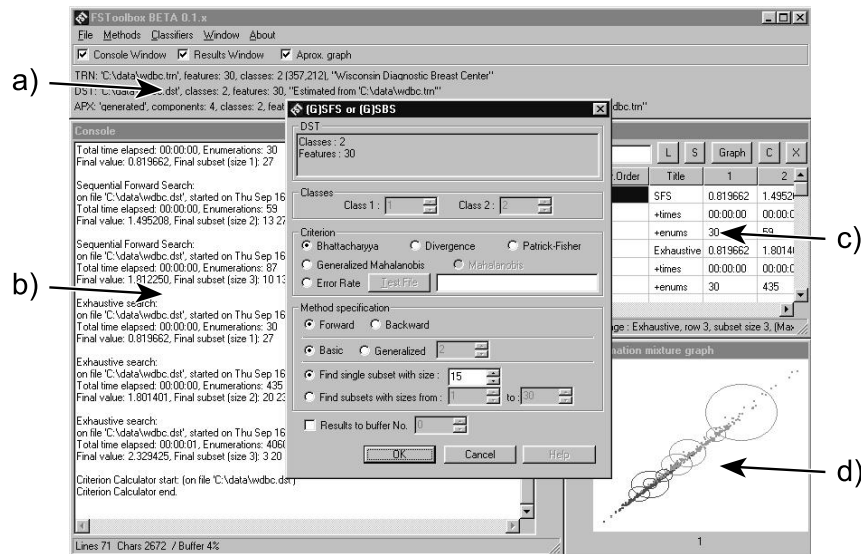 FSToolbox BETA 0.1.x
File Methods Classifiers Window About
Console Window Results Window Aprox. graph
TRN: 'C:\data\wdbc.trn', features: 30, classes: 2 (357,212), "Wisconsin Diagnostic Breast Center"
DST: 'C:\data\wdbc.dst', classes: 2, features: 30, "Estimated from 'C:\data\wdbc.trn'"
APX: 'generated', components: 4, classes: 2, feat
dbc.trn"
a)
b)
c)
d)
Console
Total time elapsed: 00:00:00, Enumerations: 30
Final value: 0.819662, Final subset (size 1): 27
Sequential Forward Search:
on file 'C:\data\wdbc.dst', started on Thu Sep 16
Total time elapsed: 00:00:00, Enumerations: 59
Final value: 1.495208, Final subset (size 2): 13 27
Sequential Forward Search:
on file 'C:\data\wdbc.dst', started on Thu Sep 16
Total time elapsed: 00:00:00, Enumerations: 87
Final value: 1.812250, Final subset (size 3): 10 13
Exhaustive search:
on file 'C:\data\wdbc.dst', started on Thu Sep 16
Total time elapsed: 00:00:00, Enumerations: 30
Final value: 0.819662, Final subset (size 1): 27
Exhaustive search:
on file 'C:\data\wdbc.dst', started on Thu Sep 16
Total time elapsed: 00:00:00, Enumerations: 435
Final value: 1.801401, Final subset (size 2): 20 23
Exhaustive search:
on file 'C:\data\wdbc.dst', started on Thu Sep 16
Total time elapsed: 00:00:01, Enumerations: 4060
Final value: 2.329425, Final subset (size 3): 3 20
Criterion Calculator start: (on file 'C:\data\wdbc.dst')
Criterion Calculator end.
Lines 71 Chars 2672 / Buffer 4%
(G)SFS or (G)SBS
DST
Classes : 2
Features : 30
Classes
Class 1 : 1 Class 2 : 2
Criterion
Bhattacharyya Divergence Patrick-Fisher
Generalized Mahalanobis Mahalanobis
Error Rate Test File
Method specification
Forward Backward
Basic Generalized 2
Find single subset with size : 15
Find subsets with sizes from : 1 to : 30
Results to buffer No. 0
OK Cancel Help
L S Graph C X
r.Order Title 1 2
SFS 0.819662 1.4952
+times 00:00:00 00:00:0
+enums 30 59
Exhaustive 0.819662 1.8014
+times 00:00:00 00:00:0
+enums 30 435
ge : Exhaustive, row 3, subset size 3, (Max
mation mixture graph
1